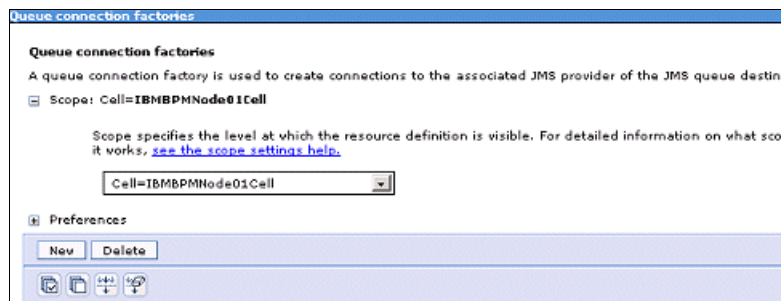 Queue connection factories
Queue connection factories
A queue connection factory is used to create connections to the associated JMS provider of the JMS queue destin
Scope: Cell=IBMBPMNode01Cell
Scope specifies the level at which the resource definition is visible. For detailed information on what sco
it works, see the scope settings help.
Cell=IBMBPMNode01Cell
Preferences
New Delete